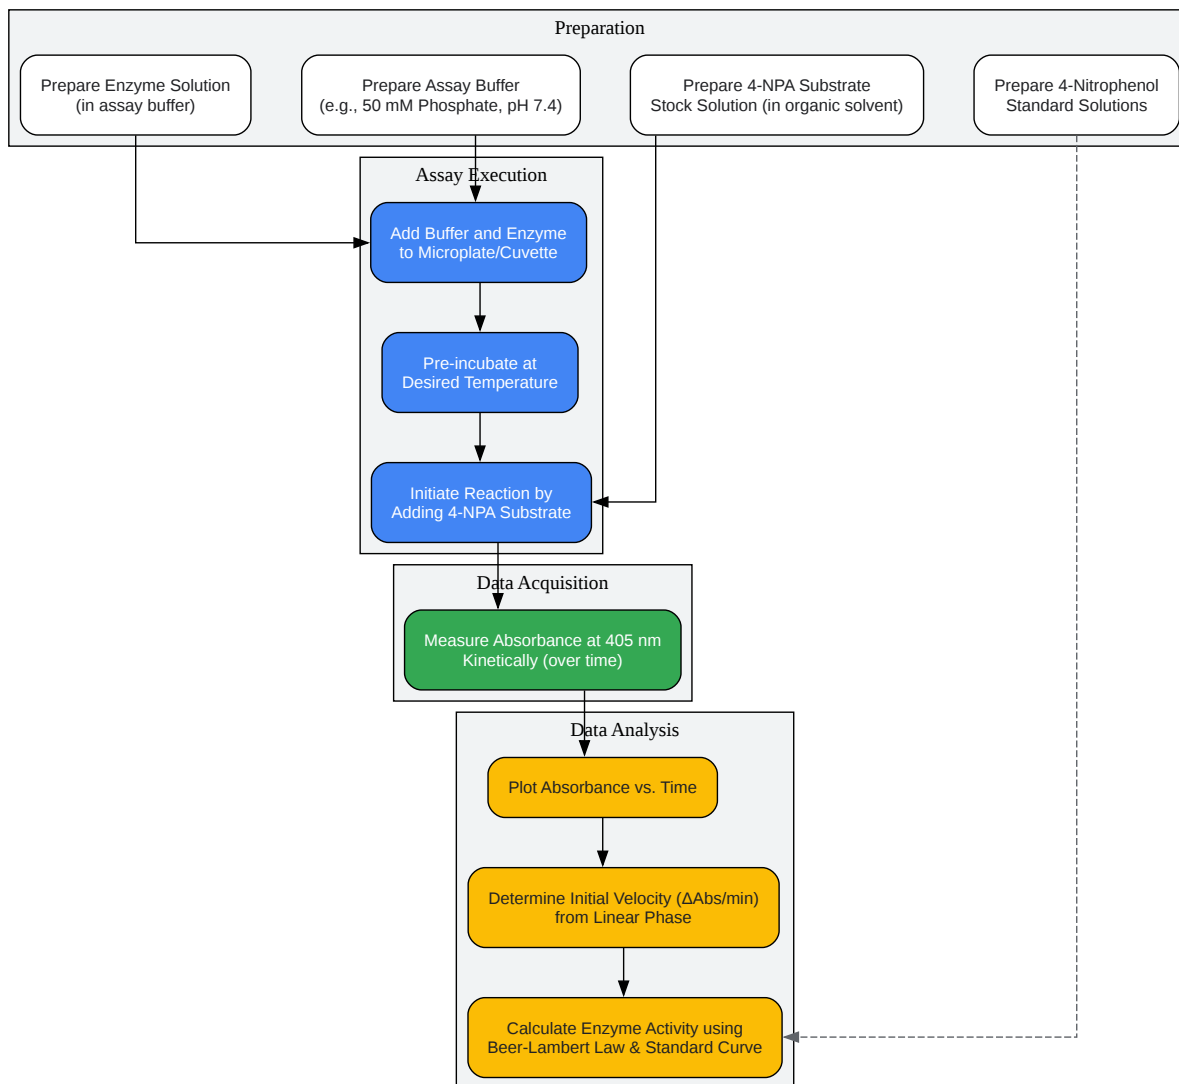 Preparation
Prepare Enzyme Solution
(in assay buffer)
Prepare Assay Buffer
(e.g., 50 mM Phosphate, pH 7.4)
Prepare 4-NPA Substrate
Stock Solution (in organic solvent)
Prepare 4-Nitrophenol
Standard Solutions
Assay Execution
Add Buffer and Enzyme
to Microplate/Cuvette
Pre-incubate at
Desired Temperature
Initiate Reaction by
Adding 4-NPA Substrate
Data Acquisition
Measure Absorbance at 405 nm
Kinetically (over time)
Data Analysis
Plot Absorbance vs. Time
Determine Initial Velocity (ΔAbs/min)
from Linear Phase
Calculate Enzyme Activity using
Beer-Lambert Law & Standard Curve